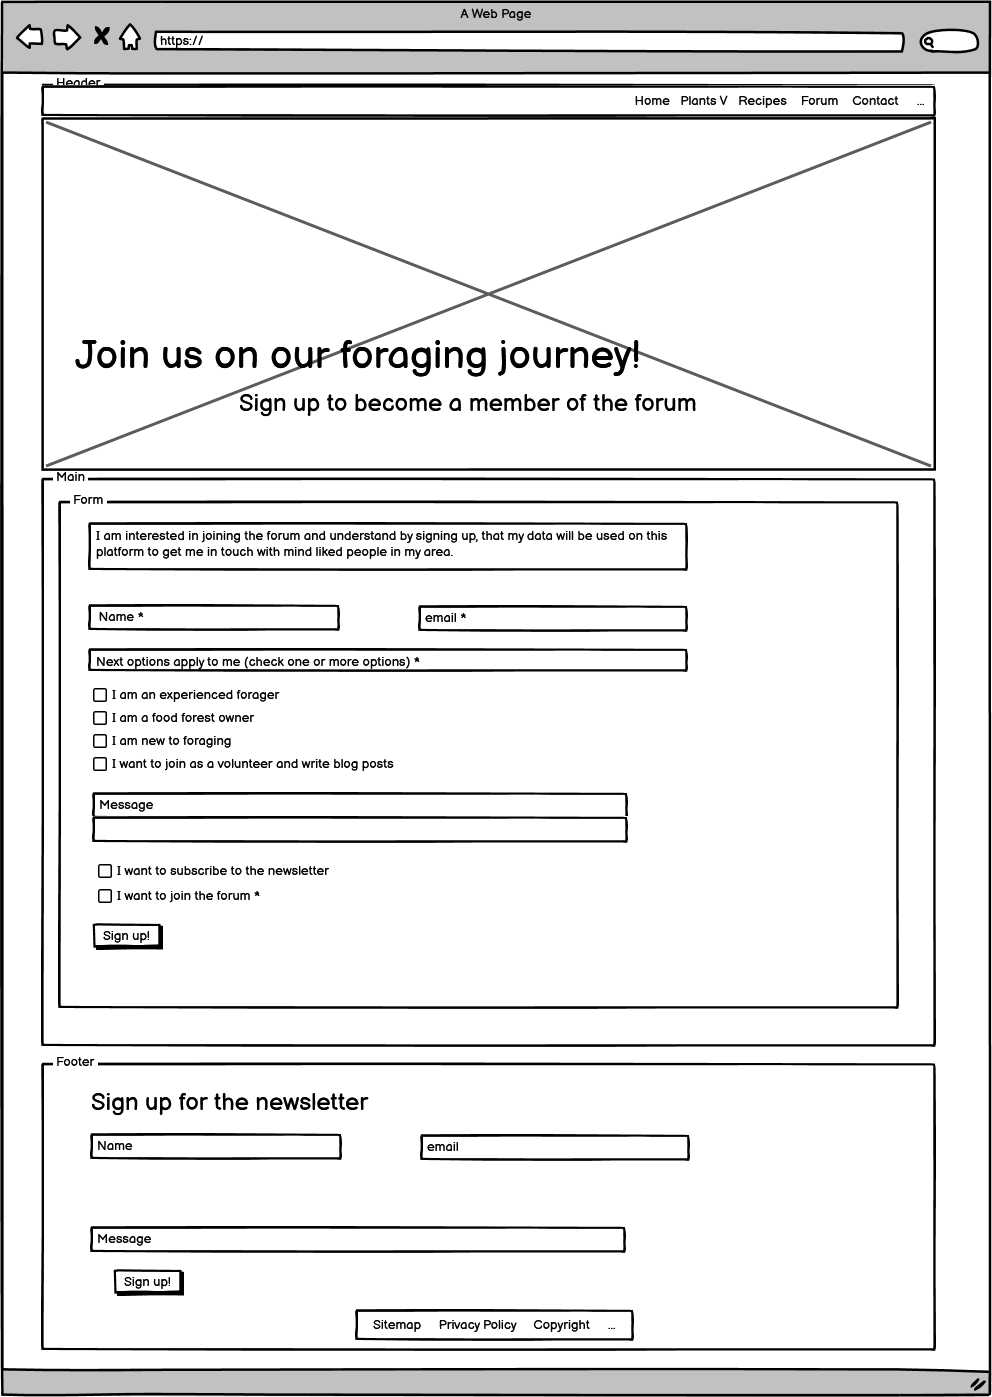 A Web Page
https://
Header
Home Plants V Recipes Forum Contact ...
Join us on our foraging journey!
Sign up to become a member of the forum
Main
Form
I am interested in joining the forum and understand by signing up, that my data will be used on this
platform to get me in touch with mind liked people in my area.
Name * email *
Next options apply to me (check one or more options) *
I am an experienced forager
I am a food forest owner
I am new to foraging
I want to join as a volunteer and write blog posts
Message
I want to subscribe to the newsletter
I want to join the forum *
Sign up!
Footer
Sign up for the newsletter
Name email
Message
Sign up!
Sitemap Privacy Policy Copyright ...